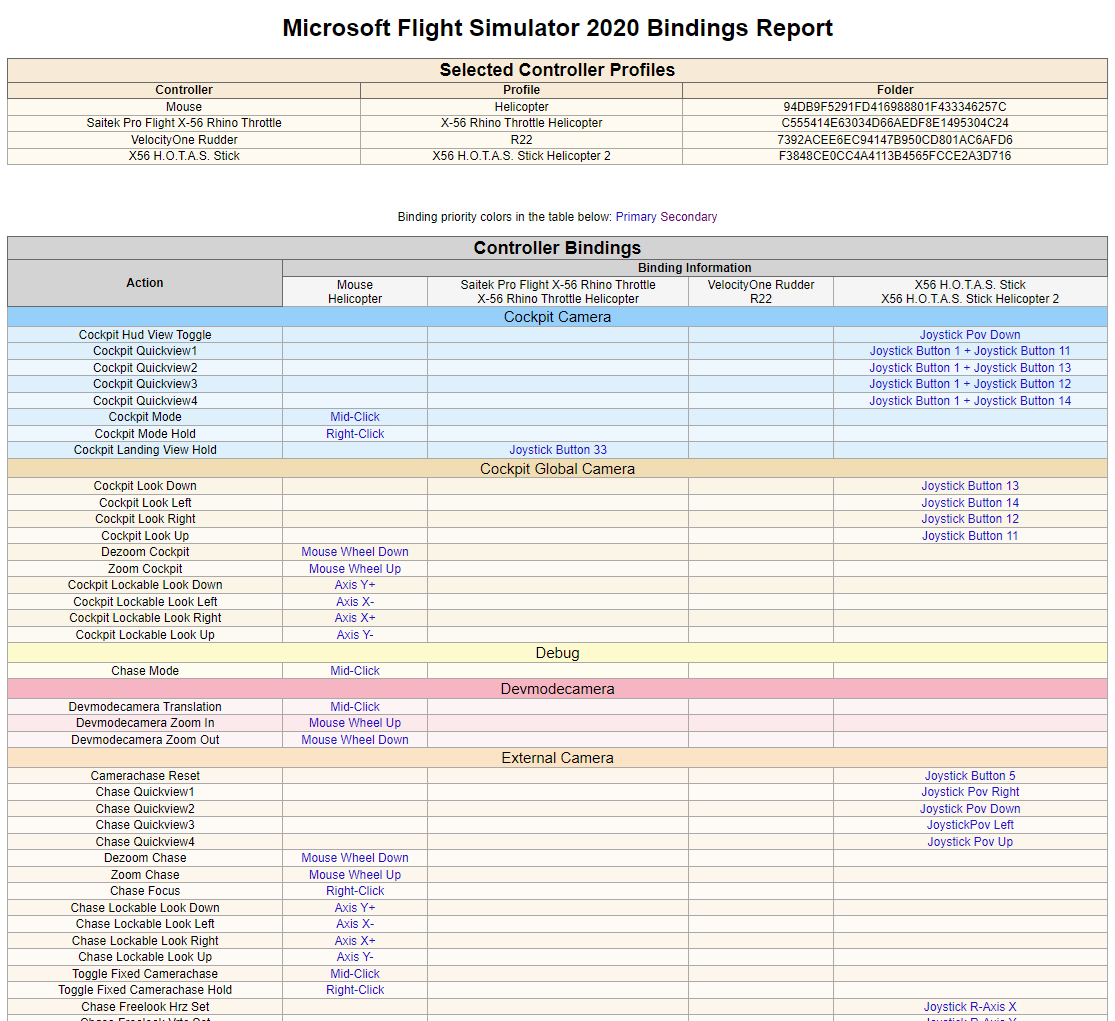 Microsoft Flight Simulator 2020 Bindings Report
Selected Controller Profiles
Controller Profile Folder
Mouse Helicopter 94DB9F5291FD416988801F433346257C
Saitek Pro Flight X-56 Rhino Throttle X-56 Rhino Throttle Helicopter C555414E63034D66AEDF8E1495304C24
VelocityOne Rudder R22 7392ACEE6EC94147B950CD801AC6AFD6
X56 H.O.T.A.S. Stick X56 H.O.T.A.S. Stick Helicopter 2 F3848CE0CC4A4113B4565FCCE2A3D716
Binding priority colors in the table below: Primary Secondary
Controller Bindings
Action Binding Information
Mouse Saitek Pro Flight X-56 Rhino Throttle VelocityOne Rudder X56 H.O.T.A.S. Stick
Helicopter X-56 Rhino Throttle Helicopter R22 X56 H.O.T.A.S. Stick Helicopter 2
Cockpit Camera
Cockpit Hud View Toggle Joystick Pov Down
Cockpit Quickview1 Joystick Button 1 + Joystick Button 11
Cockpit Quickview2 Joystick Button 1 + Joystick Button 13
Cockpit Quickview3 Joystick Button 1 + Joystick Button 12
Cockpit Quickview4 Joystick Button 1 + Joystick Button 14
Cockpit Mode Mid-Click
Cockpit Mode Hold Right-Click
Cockpit Landing View Hold Joystick Button 33
Cockpit Global Camera
Cockpit Look Down Joystick Button 13
Cockpit Look Left Joystick Button 14
Cockpit Look Right Joystick Button 12
Cockpit Look Up Joystick Button 11
Dezoom Cockpit Mouse Wheel Down
Zoom Cockpit Mouse Wheel Up
Cockpit Lockable Look Down Axis Y+
Cockpit Lockable Look Left Axis X-
Cockpit Lockable Look Right Axis X+
Cockpit Lockable Look Up Axis Y-
Debug
Chase Mode Mid-Click
Devmodecamera
Devmodecamera Translation Mid-Click
Devmodecamera Zoom In Mouse Wheel Up
Devmodecamera Zoom Out Mouse Wheel Down
External Camera
Camerachase Reset Joystick Button 5
Chase Quickview1 Joystick Pov Right
Chase Quickview2 Joystick Pov Down
Chase Quickview3 JoystickPov Left
Chase Quickview4 Joystick Pov Up
Dezoom Chase Mouse Wheel Down
Zoom Chase Mouse Wheel Up
Chase Focus Right-Click
Chase Lockable Look Down Axis Y+
Chase Lockable Look Left Axis X-
Chase Lockable Look Right Axis X+
Chase Lockable Look Up Axis Y-
Toggle Fixed Camerachase Mid-Click
Toggle Fixed Camerachase Hold Right-Click
Chase Freelook Hrz Set Joystick R-Axis X